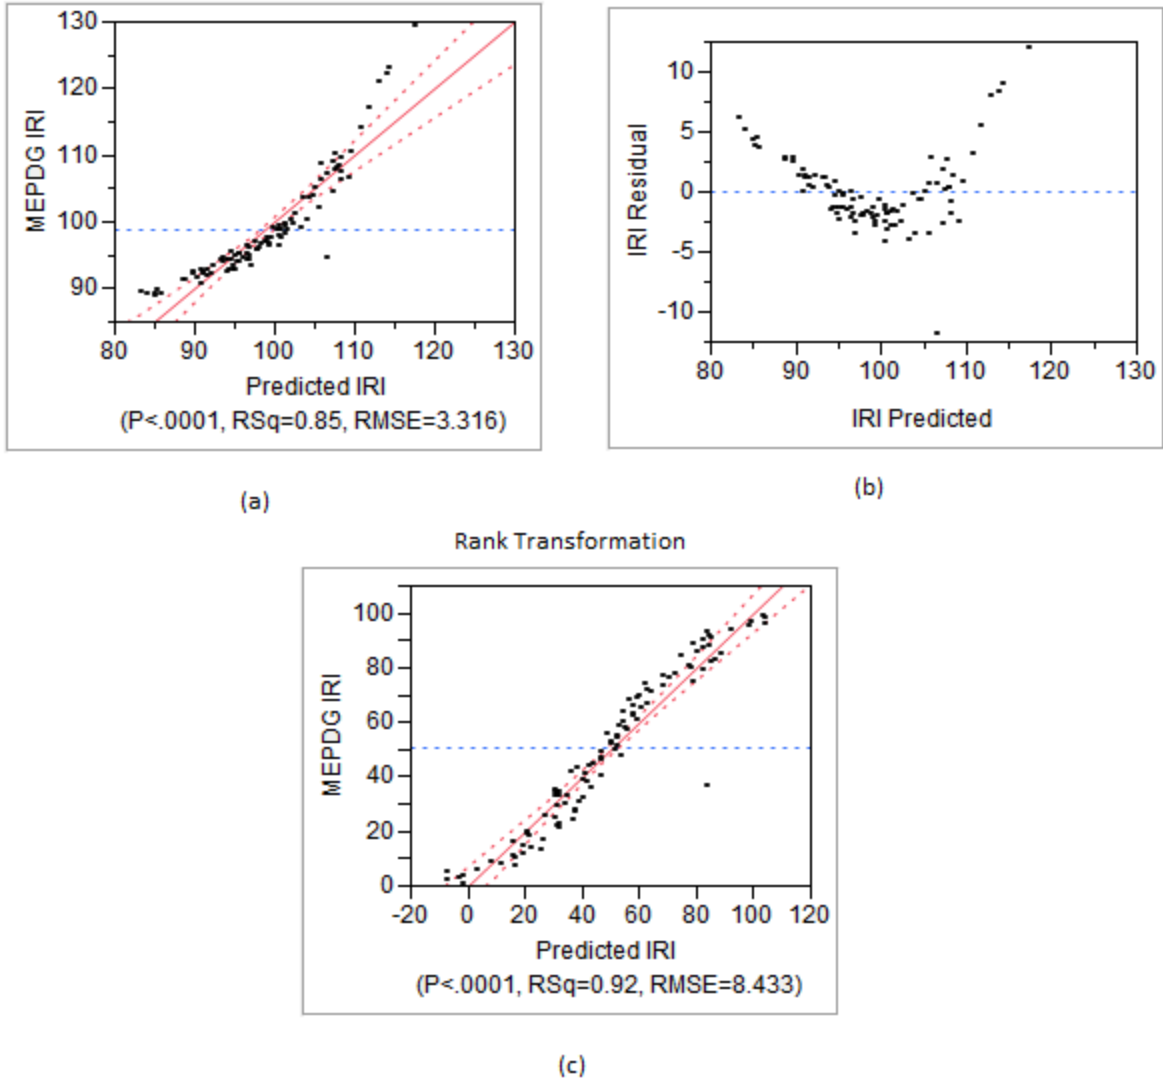 130
120
110
100
90
MEPDG IRI
80 90 100 110 120 130
Predicted IRI
(P<.0001, RSq=0.85, RMSE=3.316)
(a)
10
5
0
-5
-10
IRI Residual
80 90 100 110 120 130
IRI Predicted
(b)
Rank Transformation
100
80
60
40
20
0
MEPDG IRI
-20 0 20 40 60 80 100 120
Predicted IRI
(P<.0001, RSq=0.92, RMSE=8.433)
(c)